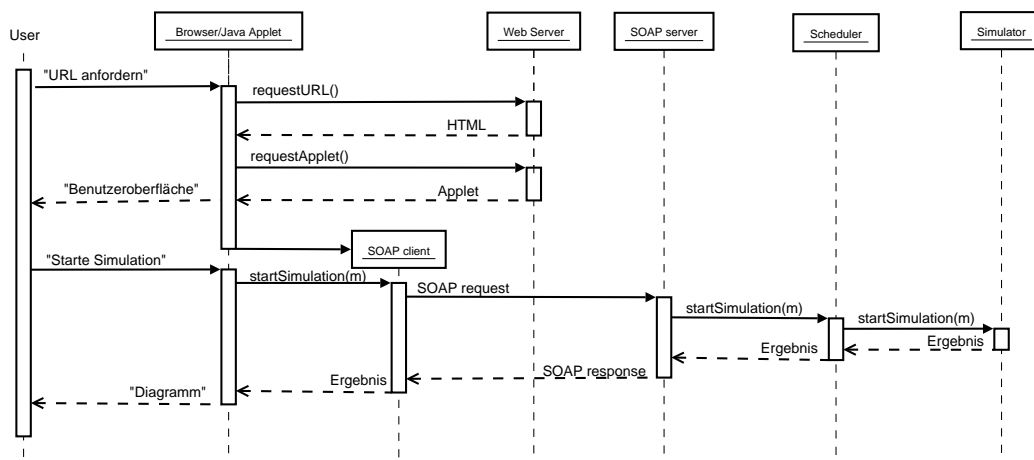 User
Browser/Java Applet
Web Server
SOAP server
Scheduler
Simulator
"URL anfordern"
requestURL()
HTML
requestApplet()
"Benutzeroberfläche"
Applet
SOAP client
"Starte Simulation"
startSimulation(m)
SOAP request
startSimulation(m)
startSimulation(m)
Ergebnis
Ergebnis
SOAP response
Ergebnis
"Diagramm"